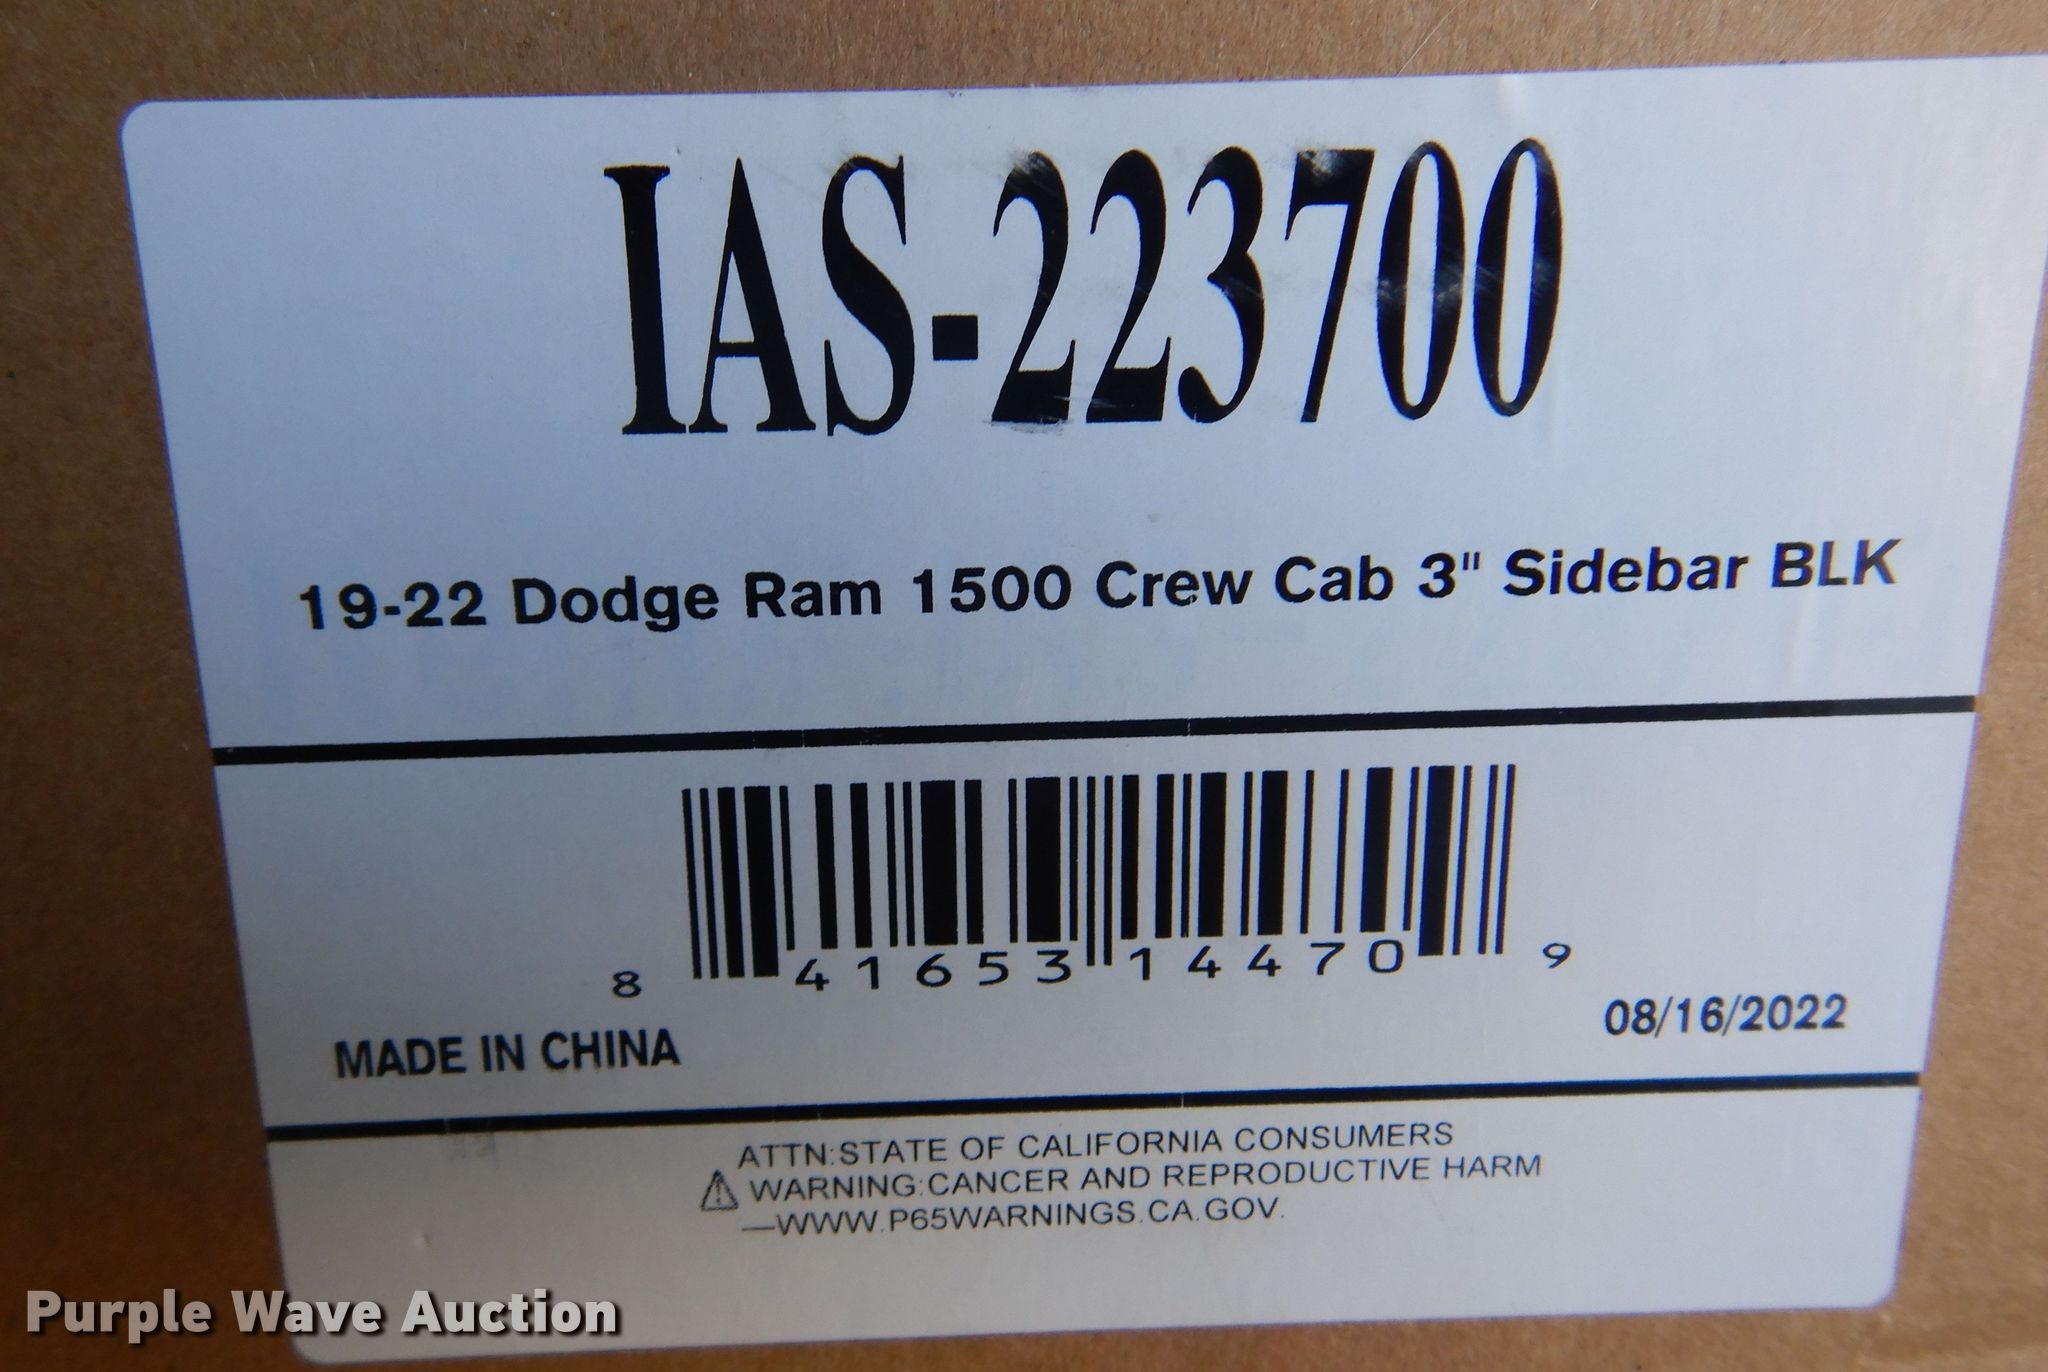 IAS-223700
19-22 Dodge Ram 1500 Crew Cab 3" Sidebar BLK
8 41653 14470 9
MADE IN CHINA
08/16/2022
ATTN:STATE OF CALIFORNIA CONSUMERS
WARNING:CANCER AND REPRODUCTIVE HARM
—WWW.P65WARNINGS.CA.GOV.
Purple Wave Auction